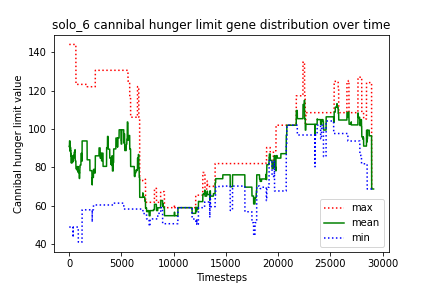 solo_6 cannibal hunger limit gene distribution over time
Cannibal hunger limit value
140
120
100
80
60
40
0
5000
10000
15000
20000
25000
30000
Timesteps
max
mean
min